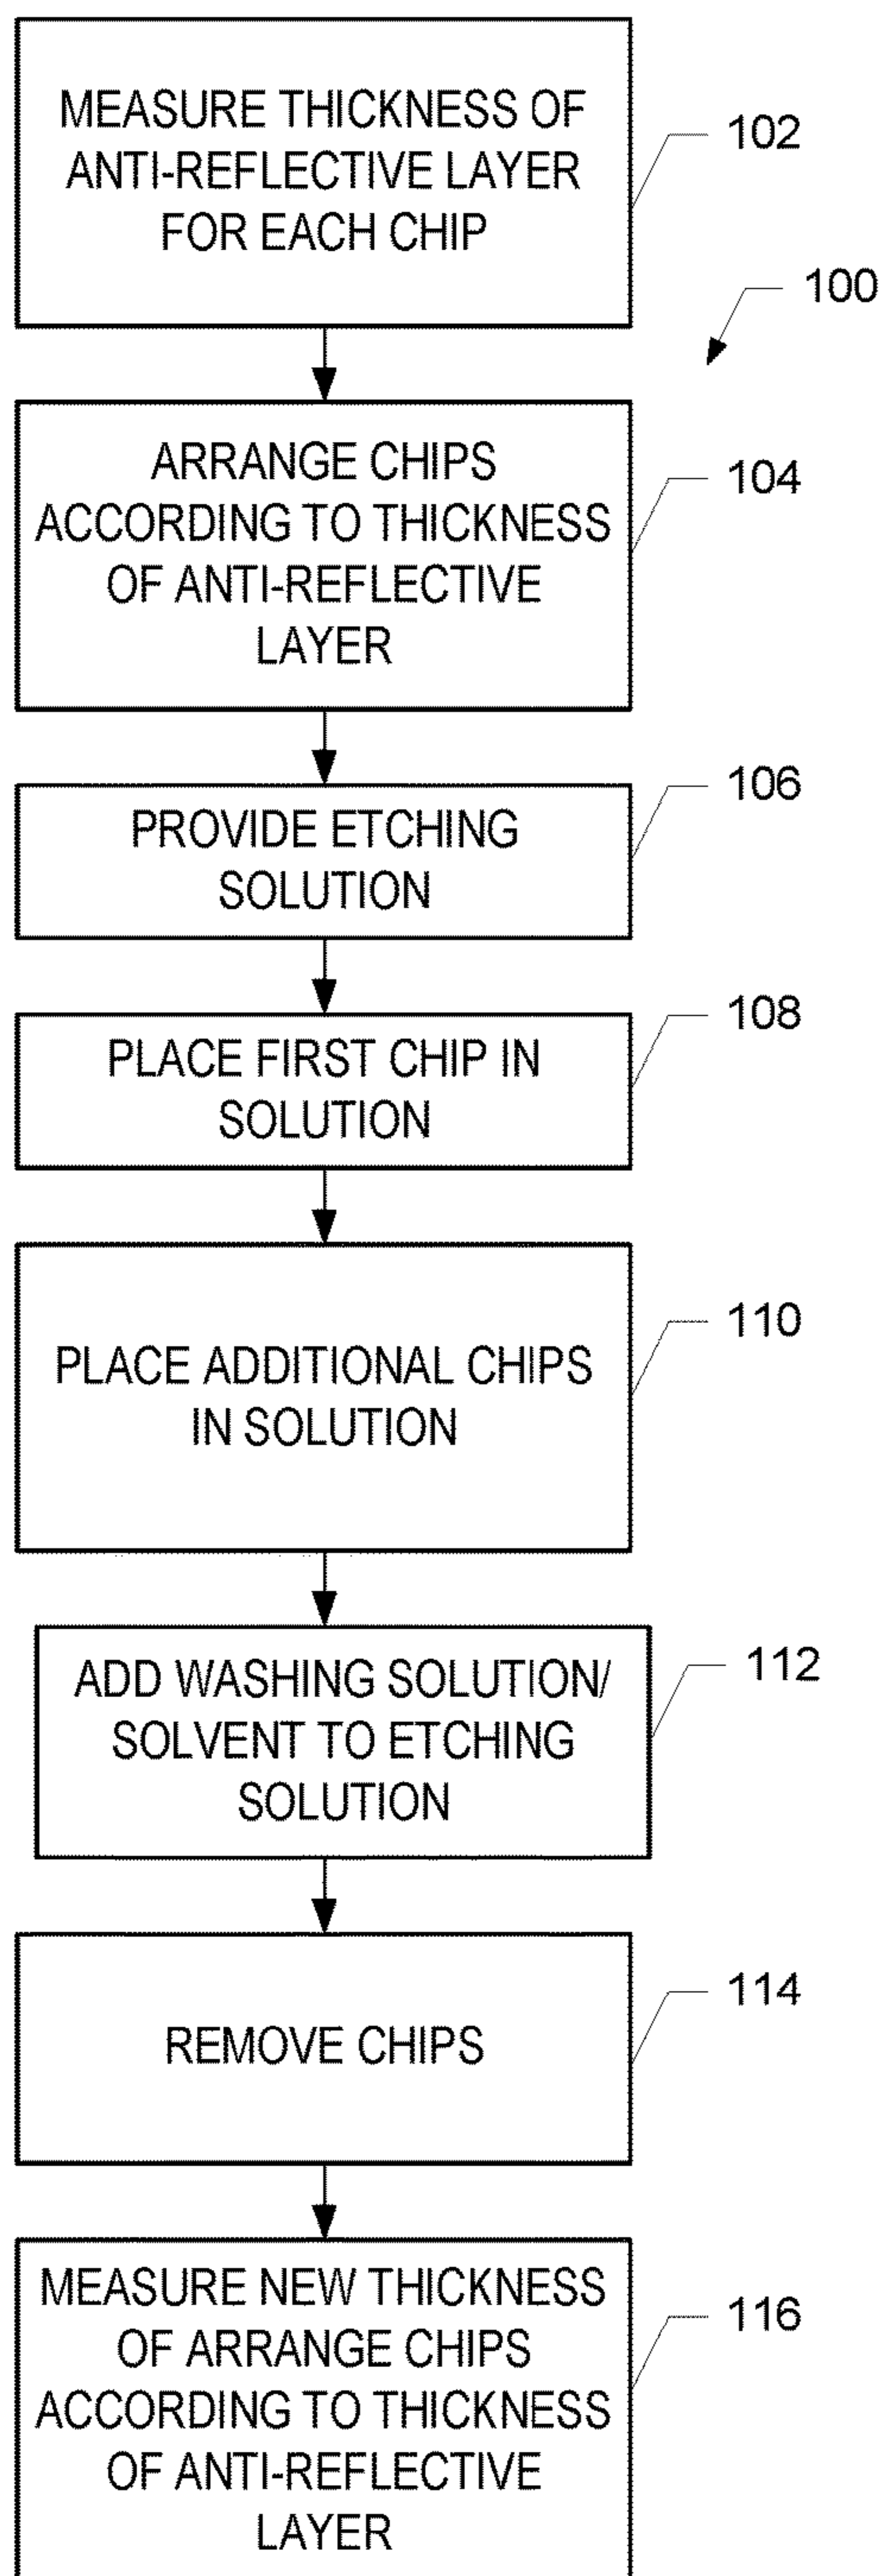 MEASURE THICKNESS OF
ANTI-REFLECTIVE LAYER
FOR EACH CHIP
102
100
ARRANGE CHIPS
ACCORDING TO THICKNESS
OF ANTI-REFLECTIVE
LAYER
104
PROVIDE ETCHING
SOLUTION
106
PLACE FIRST CHIP IN
SOLUTION
108
PLACE ADDITIONAL CHIPS
IN SOLUTION
110
ADD WASHING SOLUTION/
SOLVENT TO ETCHING
SOLUTION
112
REMOVE CHIPS
114
MEASURE NEW THICKNESS
OF ARRANGE CHIPS
ACCORDING TO THICKNESS
OF ANTI-REFLECTIVE
LAYER
116